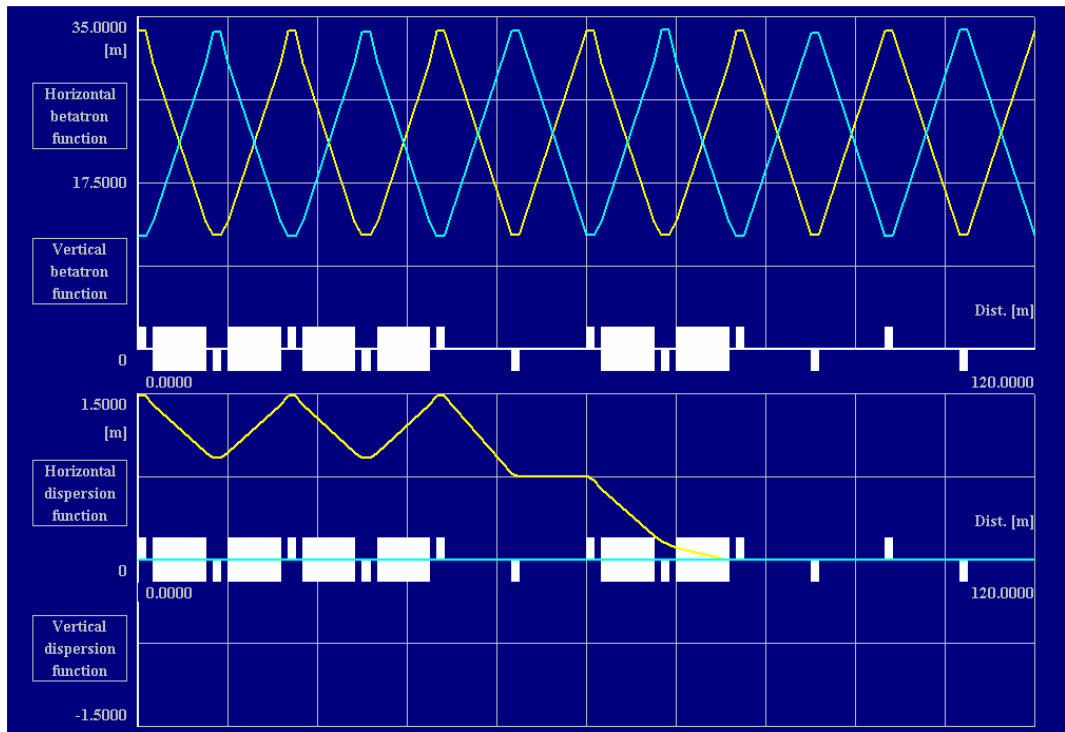 35.0000
[m]
Horizontal
betatron
function
17.5000
Vertical
betatron
function
Dist. [m]
0
0.0000
120.0000
1.5000
[m]
Horizontal
dispersion
function
Dist. [m]
0
0.0000
120.0000
Vertical
dispersion
function
-1.5000